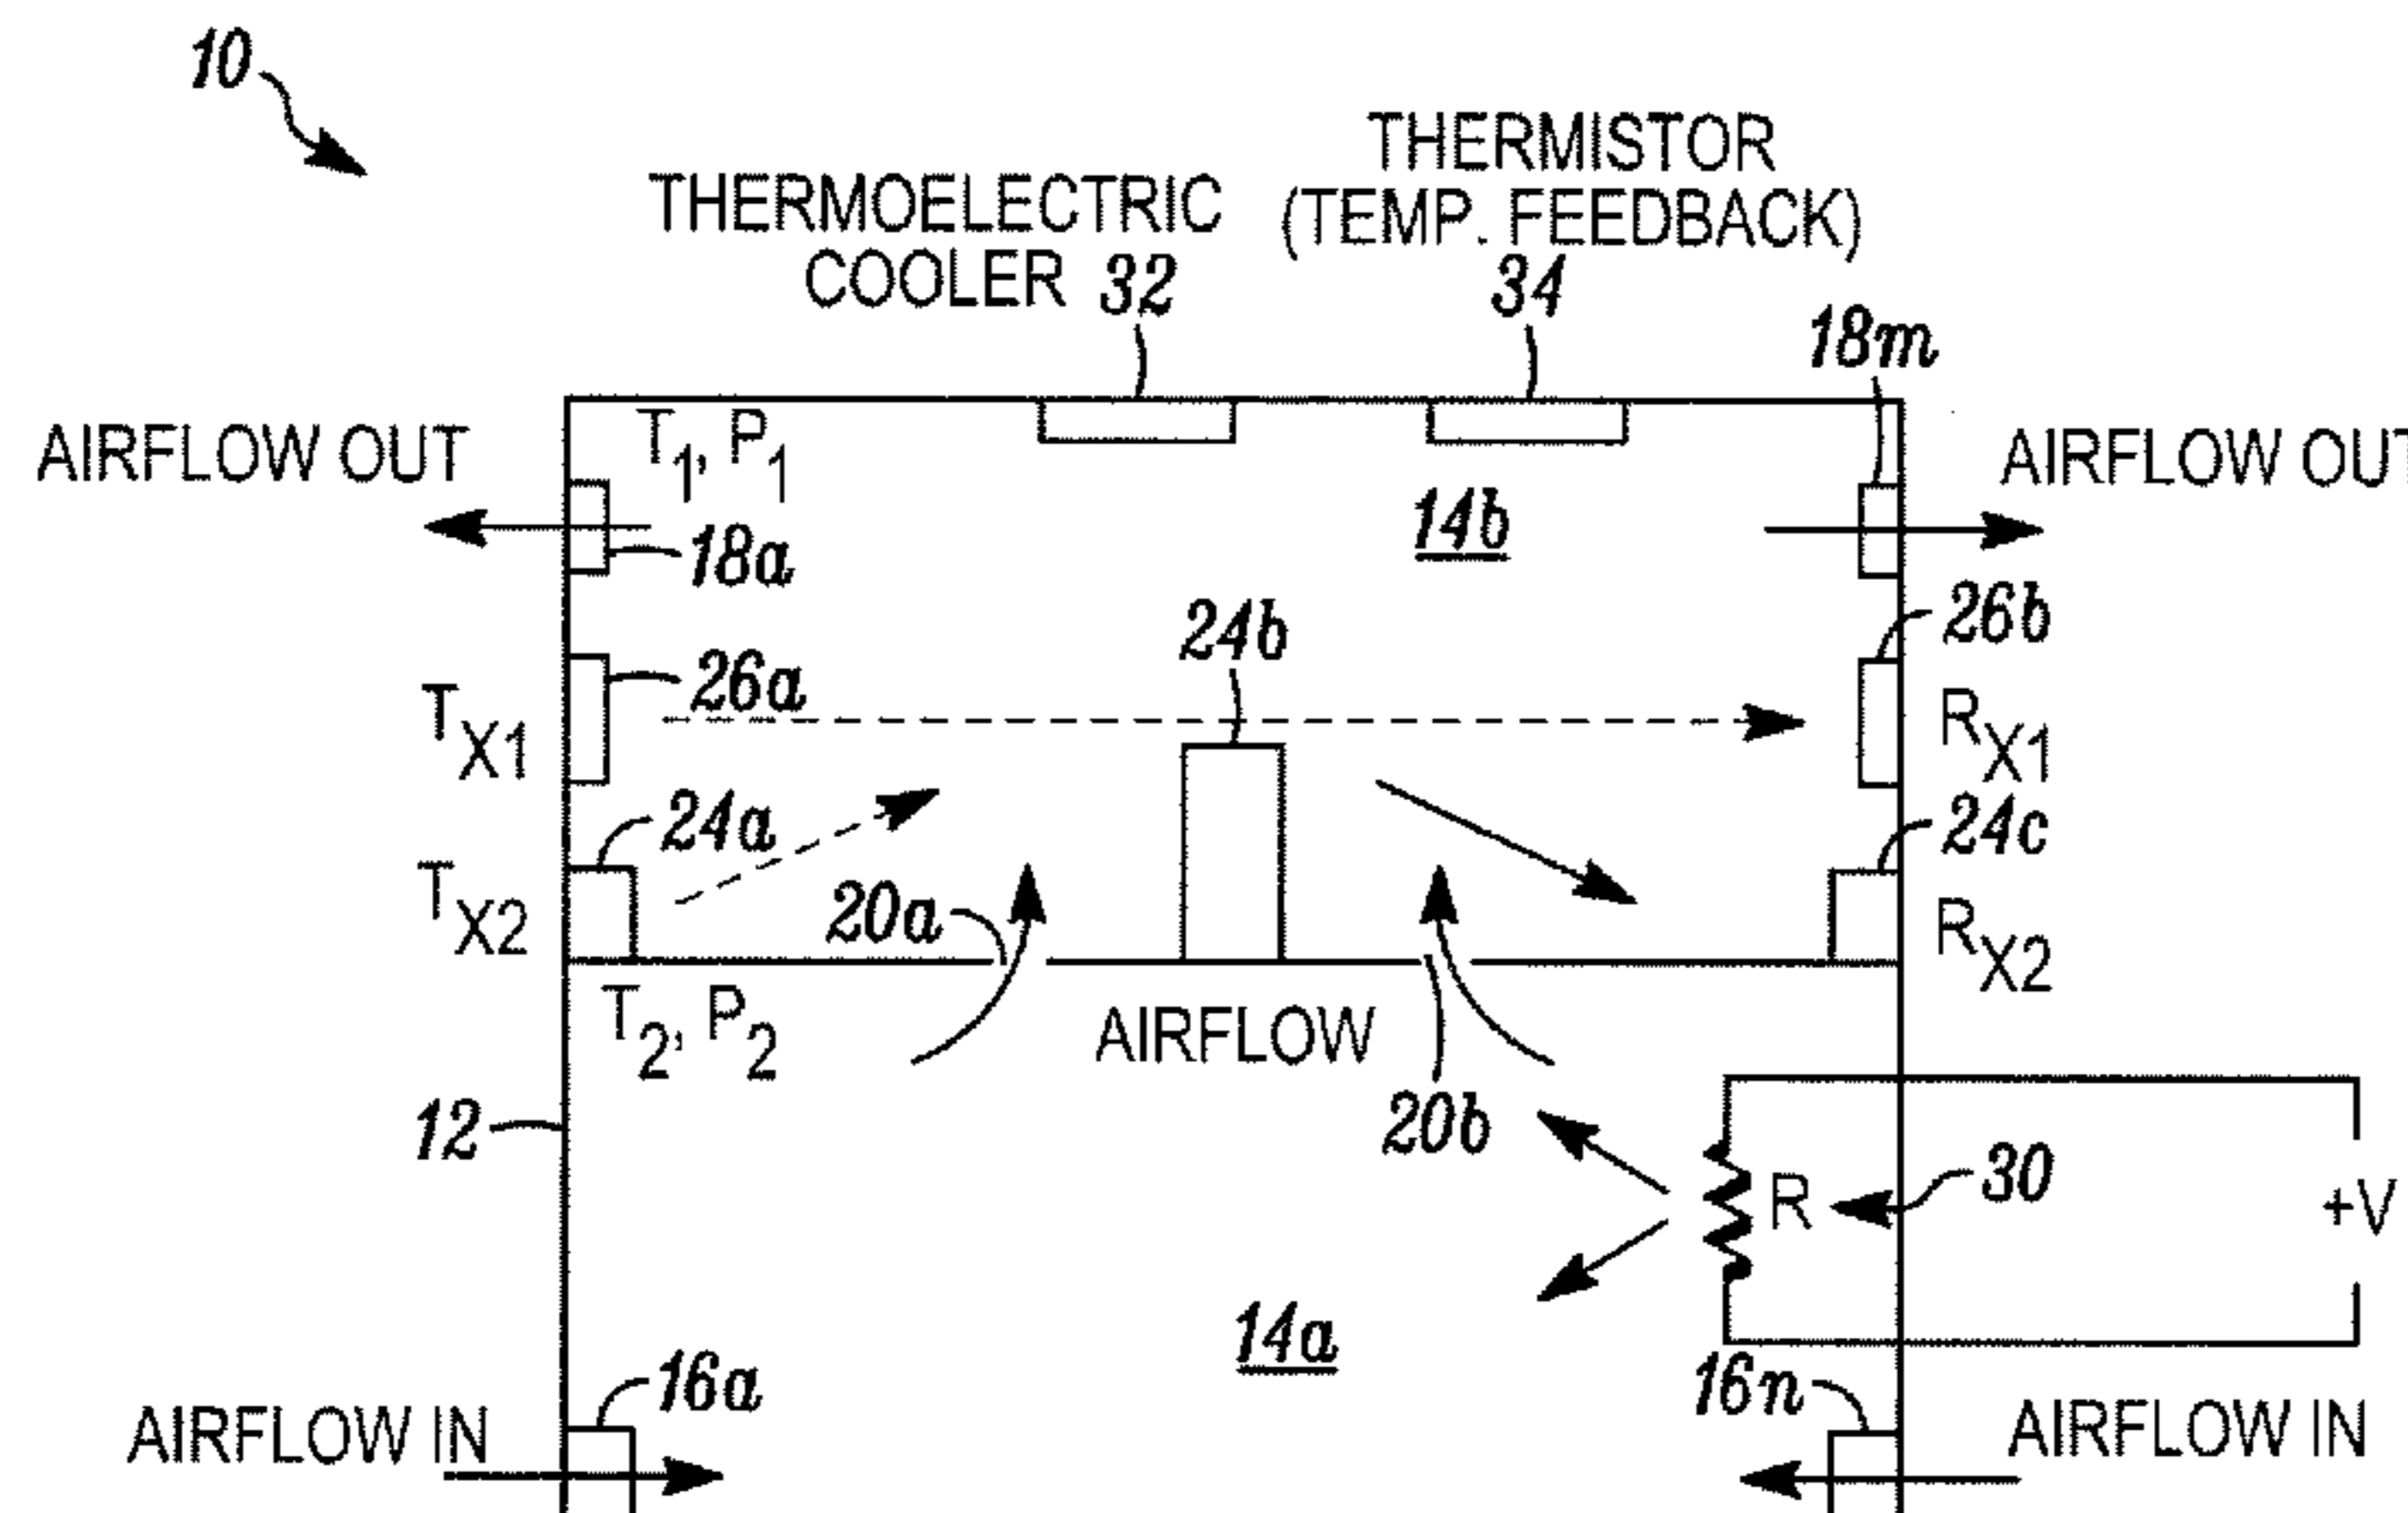 10
THERMISTOR
THERMOELECTRIC
(TEMP. FEEDBACK)
COOLER 32
34
18m
AIRFLOW OUT
T1, P1
AIRFLOW OUT
14b
18a
24b
26b
26a
TX1
RX1
24a
24c
TX2
20a
RX2
T2, P2
AIRFLOW
12
20b
R
30
+V
14a
16a
16n
AIRFLOW IN
AIRFLOW IN